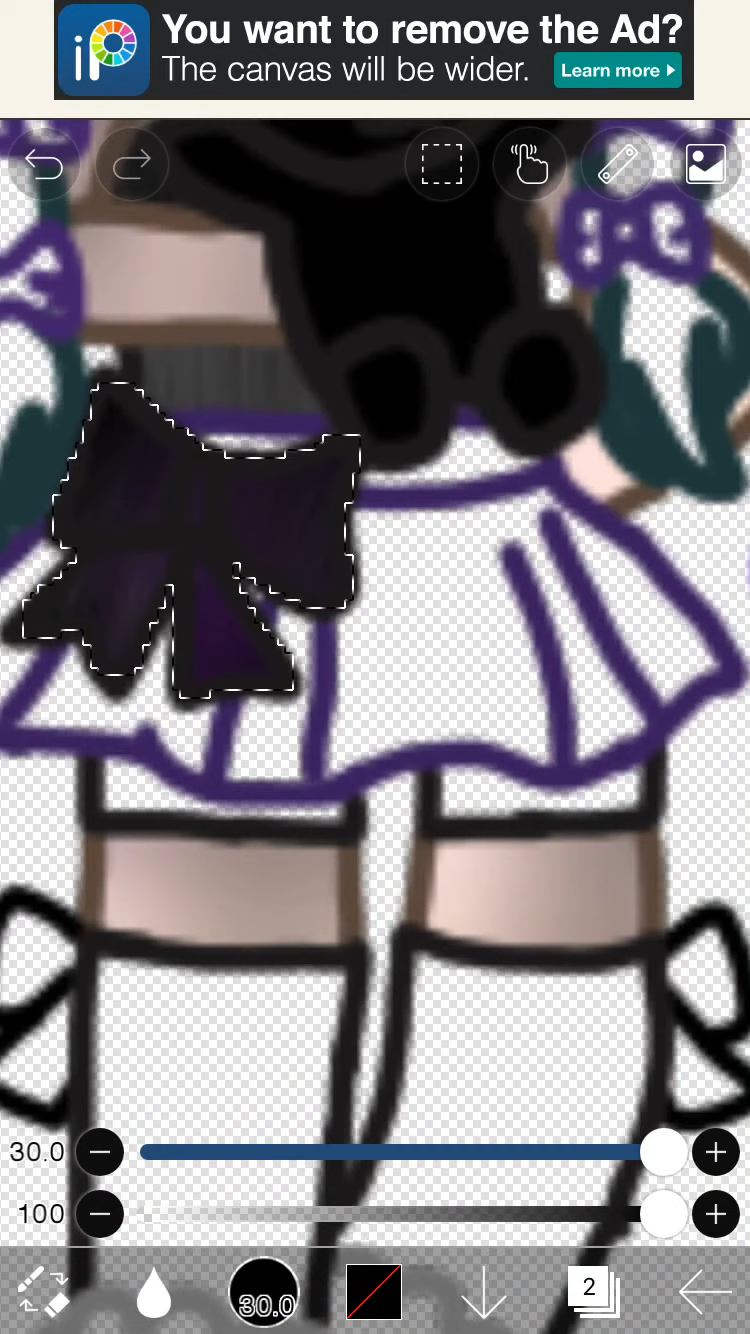 iP
You want to remove the Ad?
The canvas will be wider.
Learn more
30.0
100
30.0
2